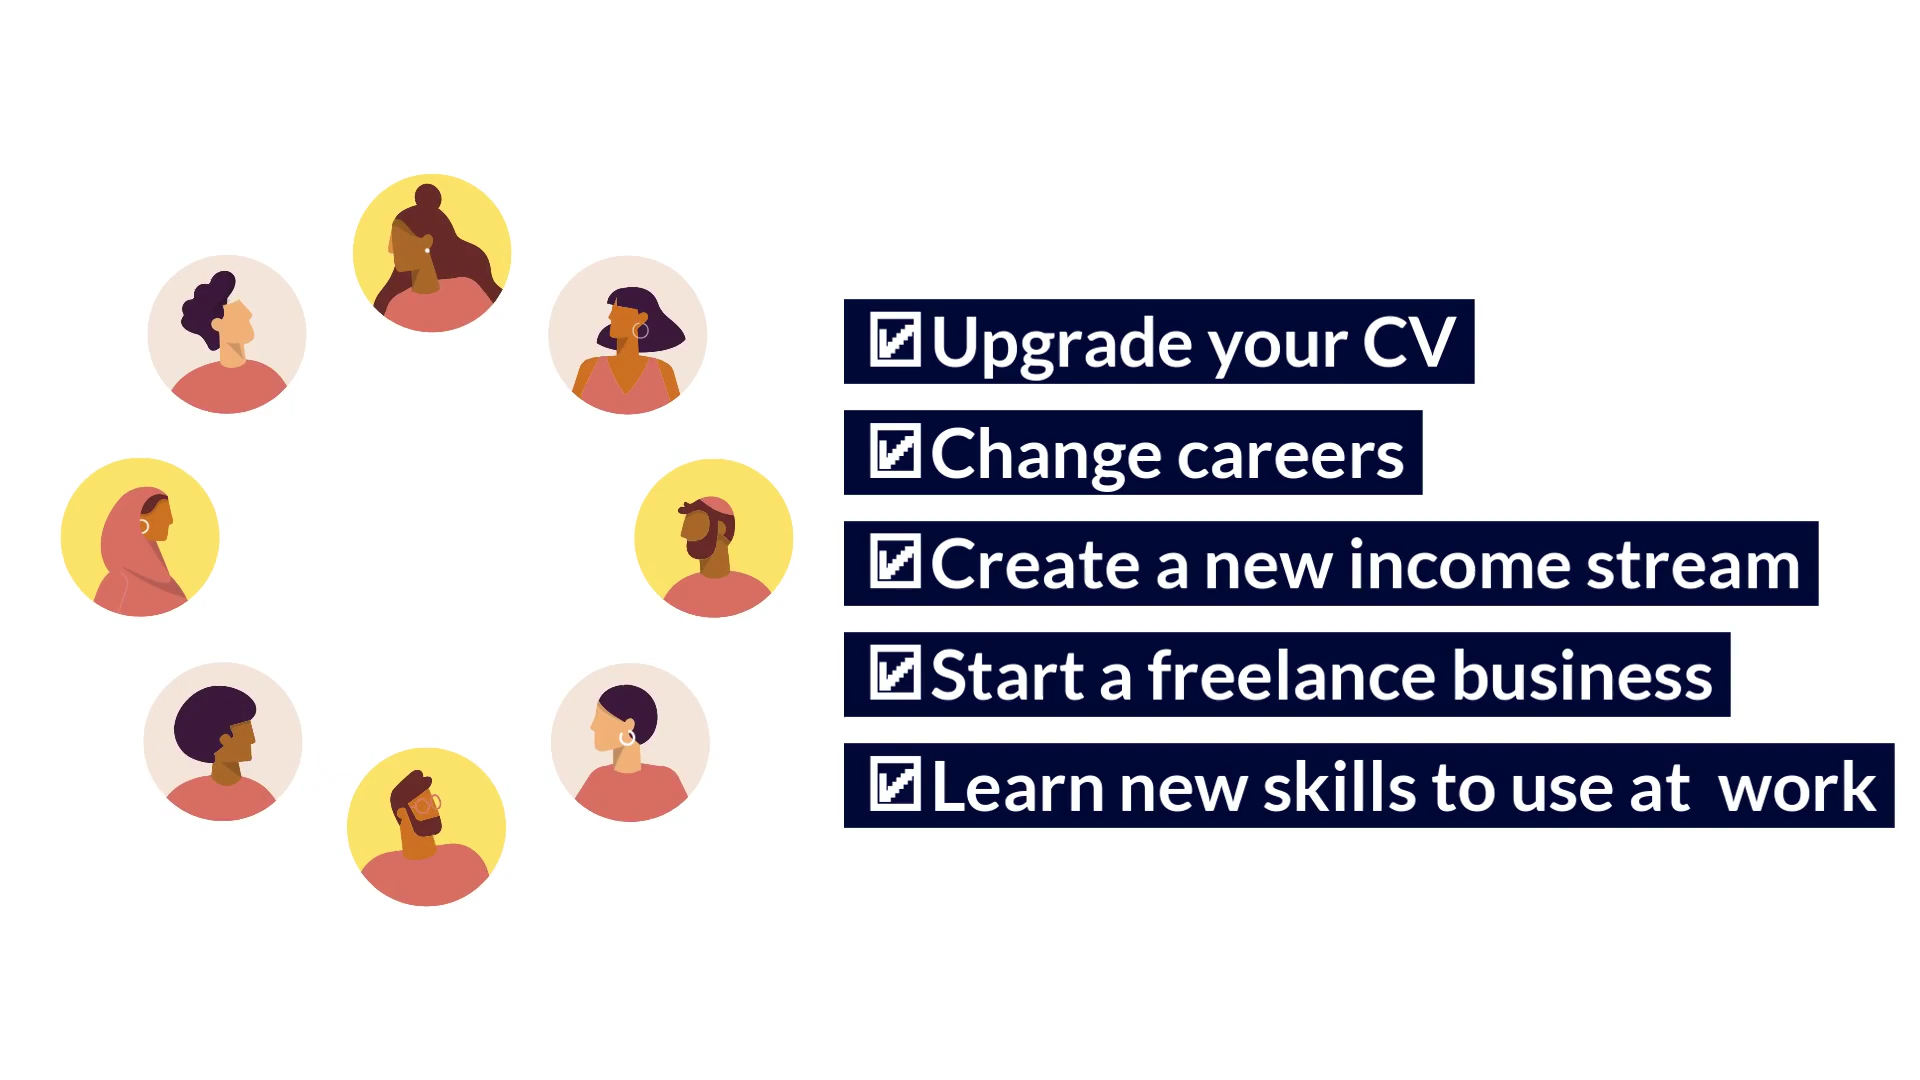 ☑Upgrade your CV
☑Change careers
☑Create a new income stream
☑Start a freelance business
☑Learn new skills to use at  work